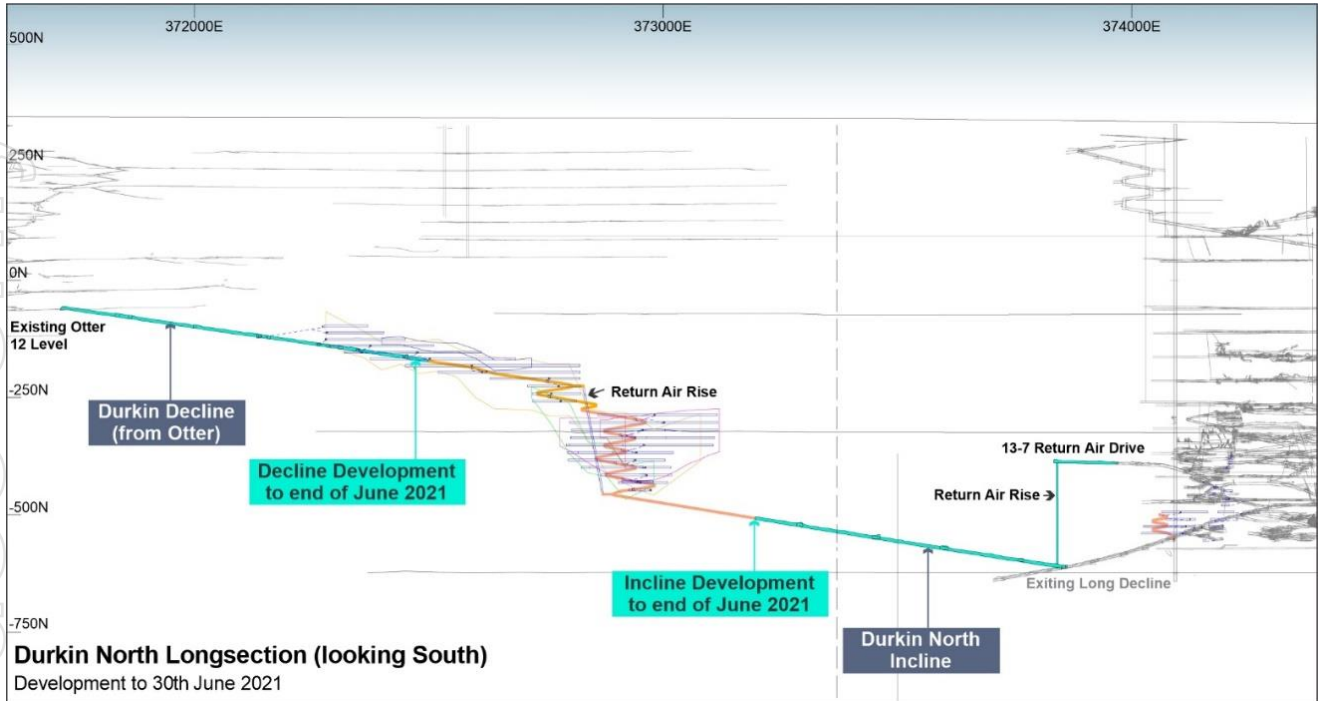 372000E
373000E
374000E
500N
250N
0N
Existing Otter
12 Level
-250N
Return Air Rise
Durkin Decline
(from Otter)
Decline Development
to end of June 2021
13-7 Return Air Drive
Return Air Rise
-500N
Incline Development
to end of June 2021
Exiting Long Decline
-750N
Durkin North
Incline
Durkin North Longsection (looking South)
Development to 30th June 2021